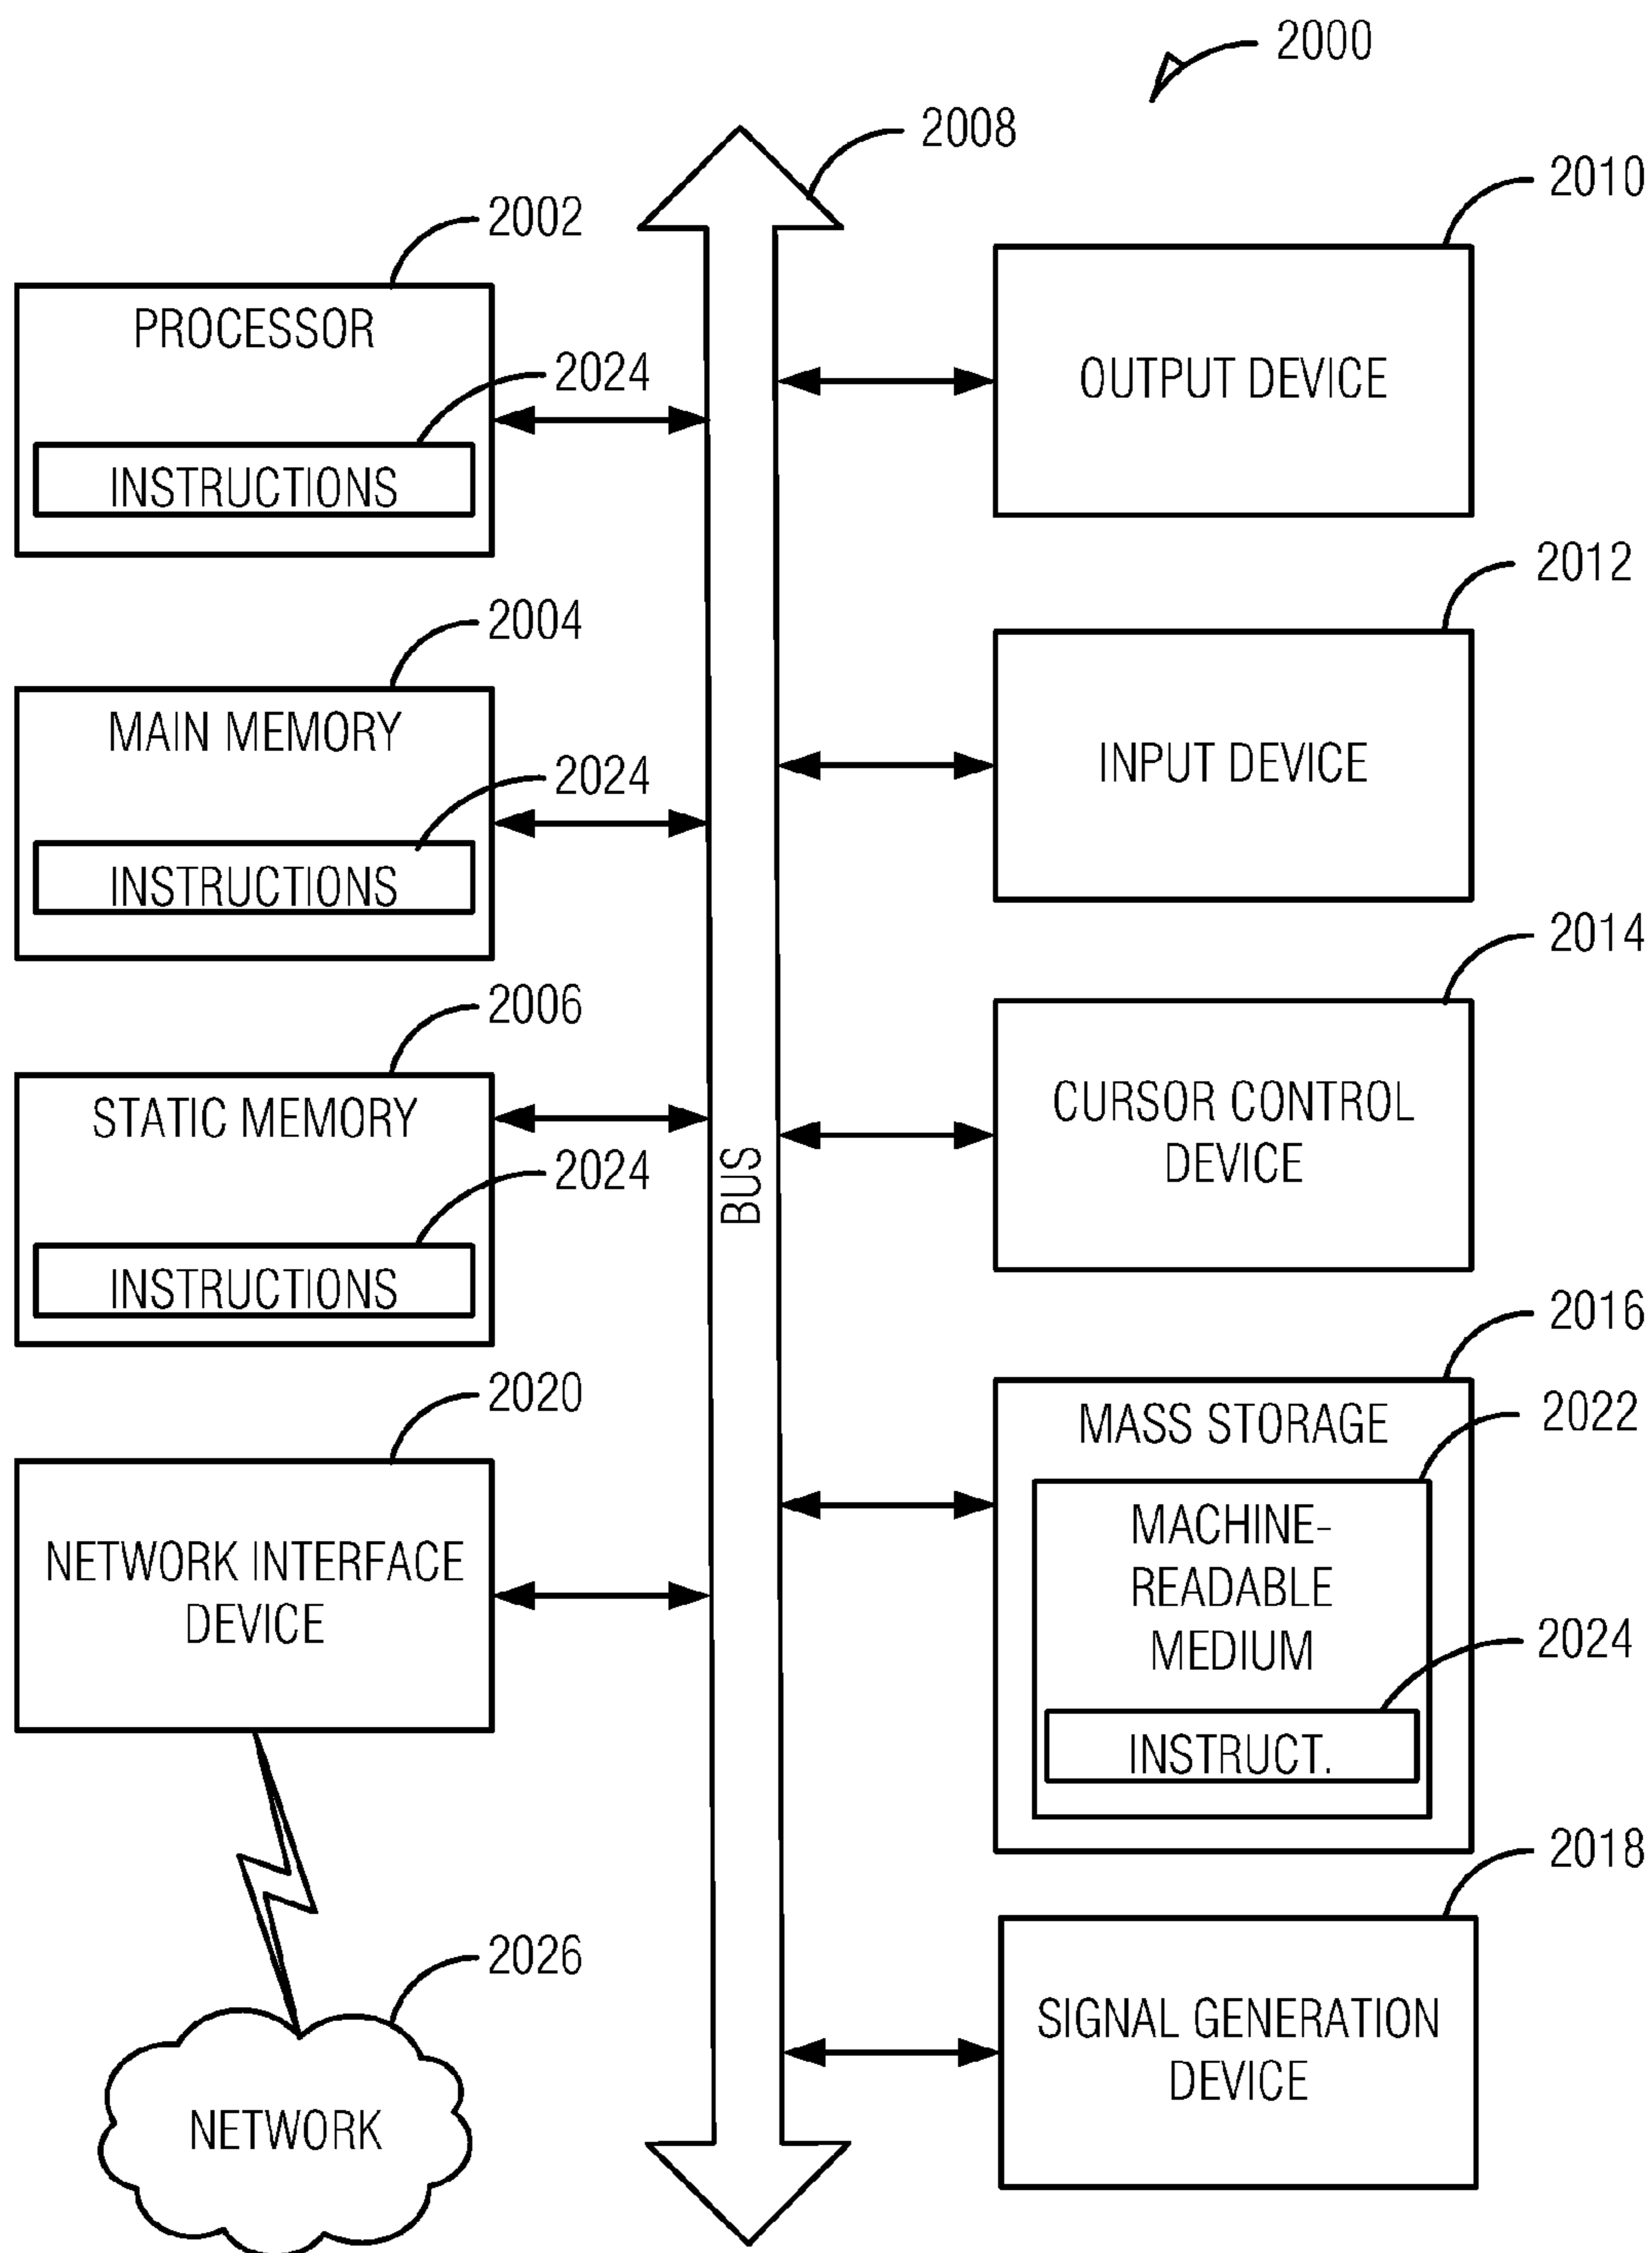 2000
2008
2002
PROCESSOR
2024
INSTRUCTIONS
2004
MAIN MEMORY
2024
INSTRUCTIONS
2006
STATIC MEMORY
2024
INSTRUCTIONS
2020
NETWORK INTERFACE
DEVICE
2026
NETWORK
BUS
2010
OUTPUT DEVICE
2012
INPUT DEVICE
2014
CURSOR CONTROL
DEVICE
2016
MASS STORAGE
2022
MACHINE-
READABLE
MEDIUM
2024
INSTRUCT.
2018
SIGNAL GENERATION
DEVICE